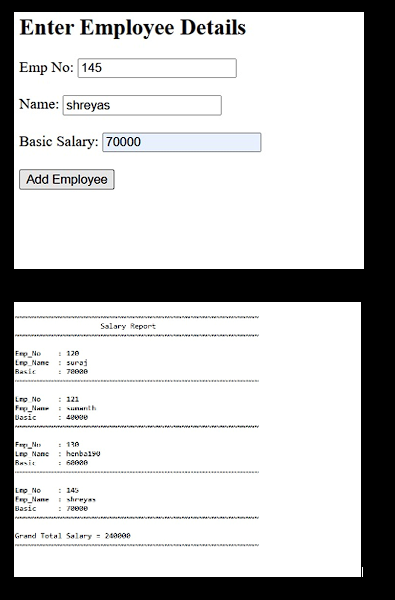 Enter Employee Details
Emp No: 145
Name: shreyas
Basic Salary: 70000
Add Employee
Salary Report
Emp_No : 120
Emp_Name : suraj
Basic : 70000
Emp_No : 121
Emp_Name : sumanth
Basic : 40000
Emp_No : 130
Emp_Name : henba190
Basic : 60000
Emp_No : 145
Emp_Name : shreyas
Basic : 70000
Grand Total Salary = 240000